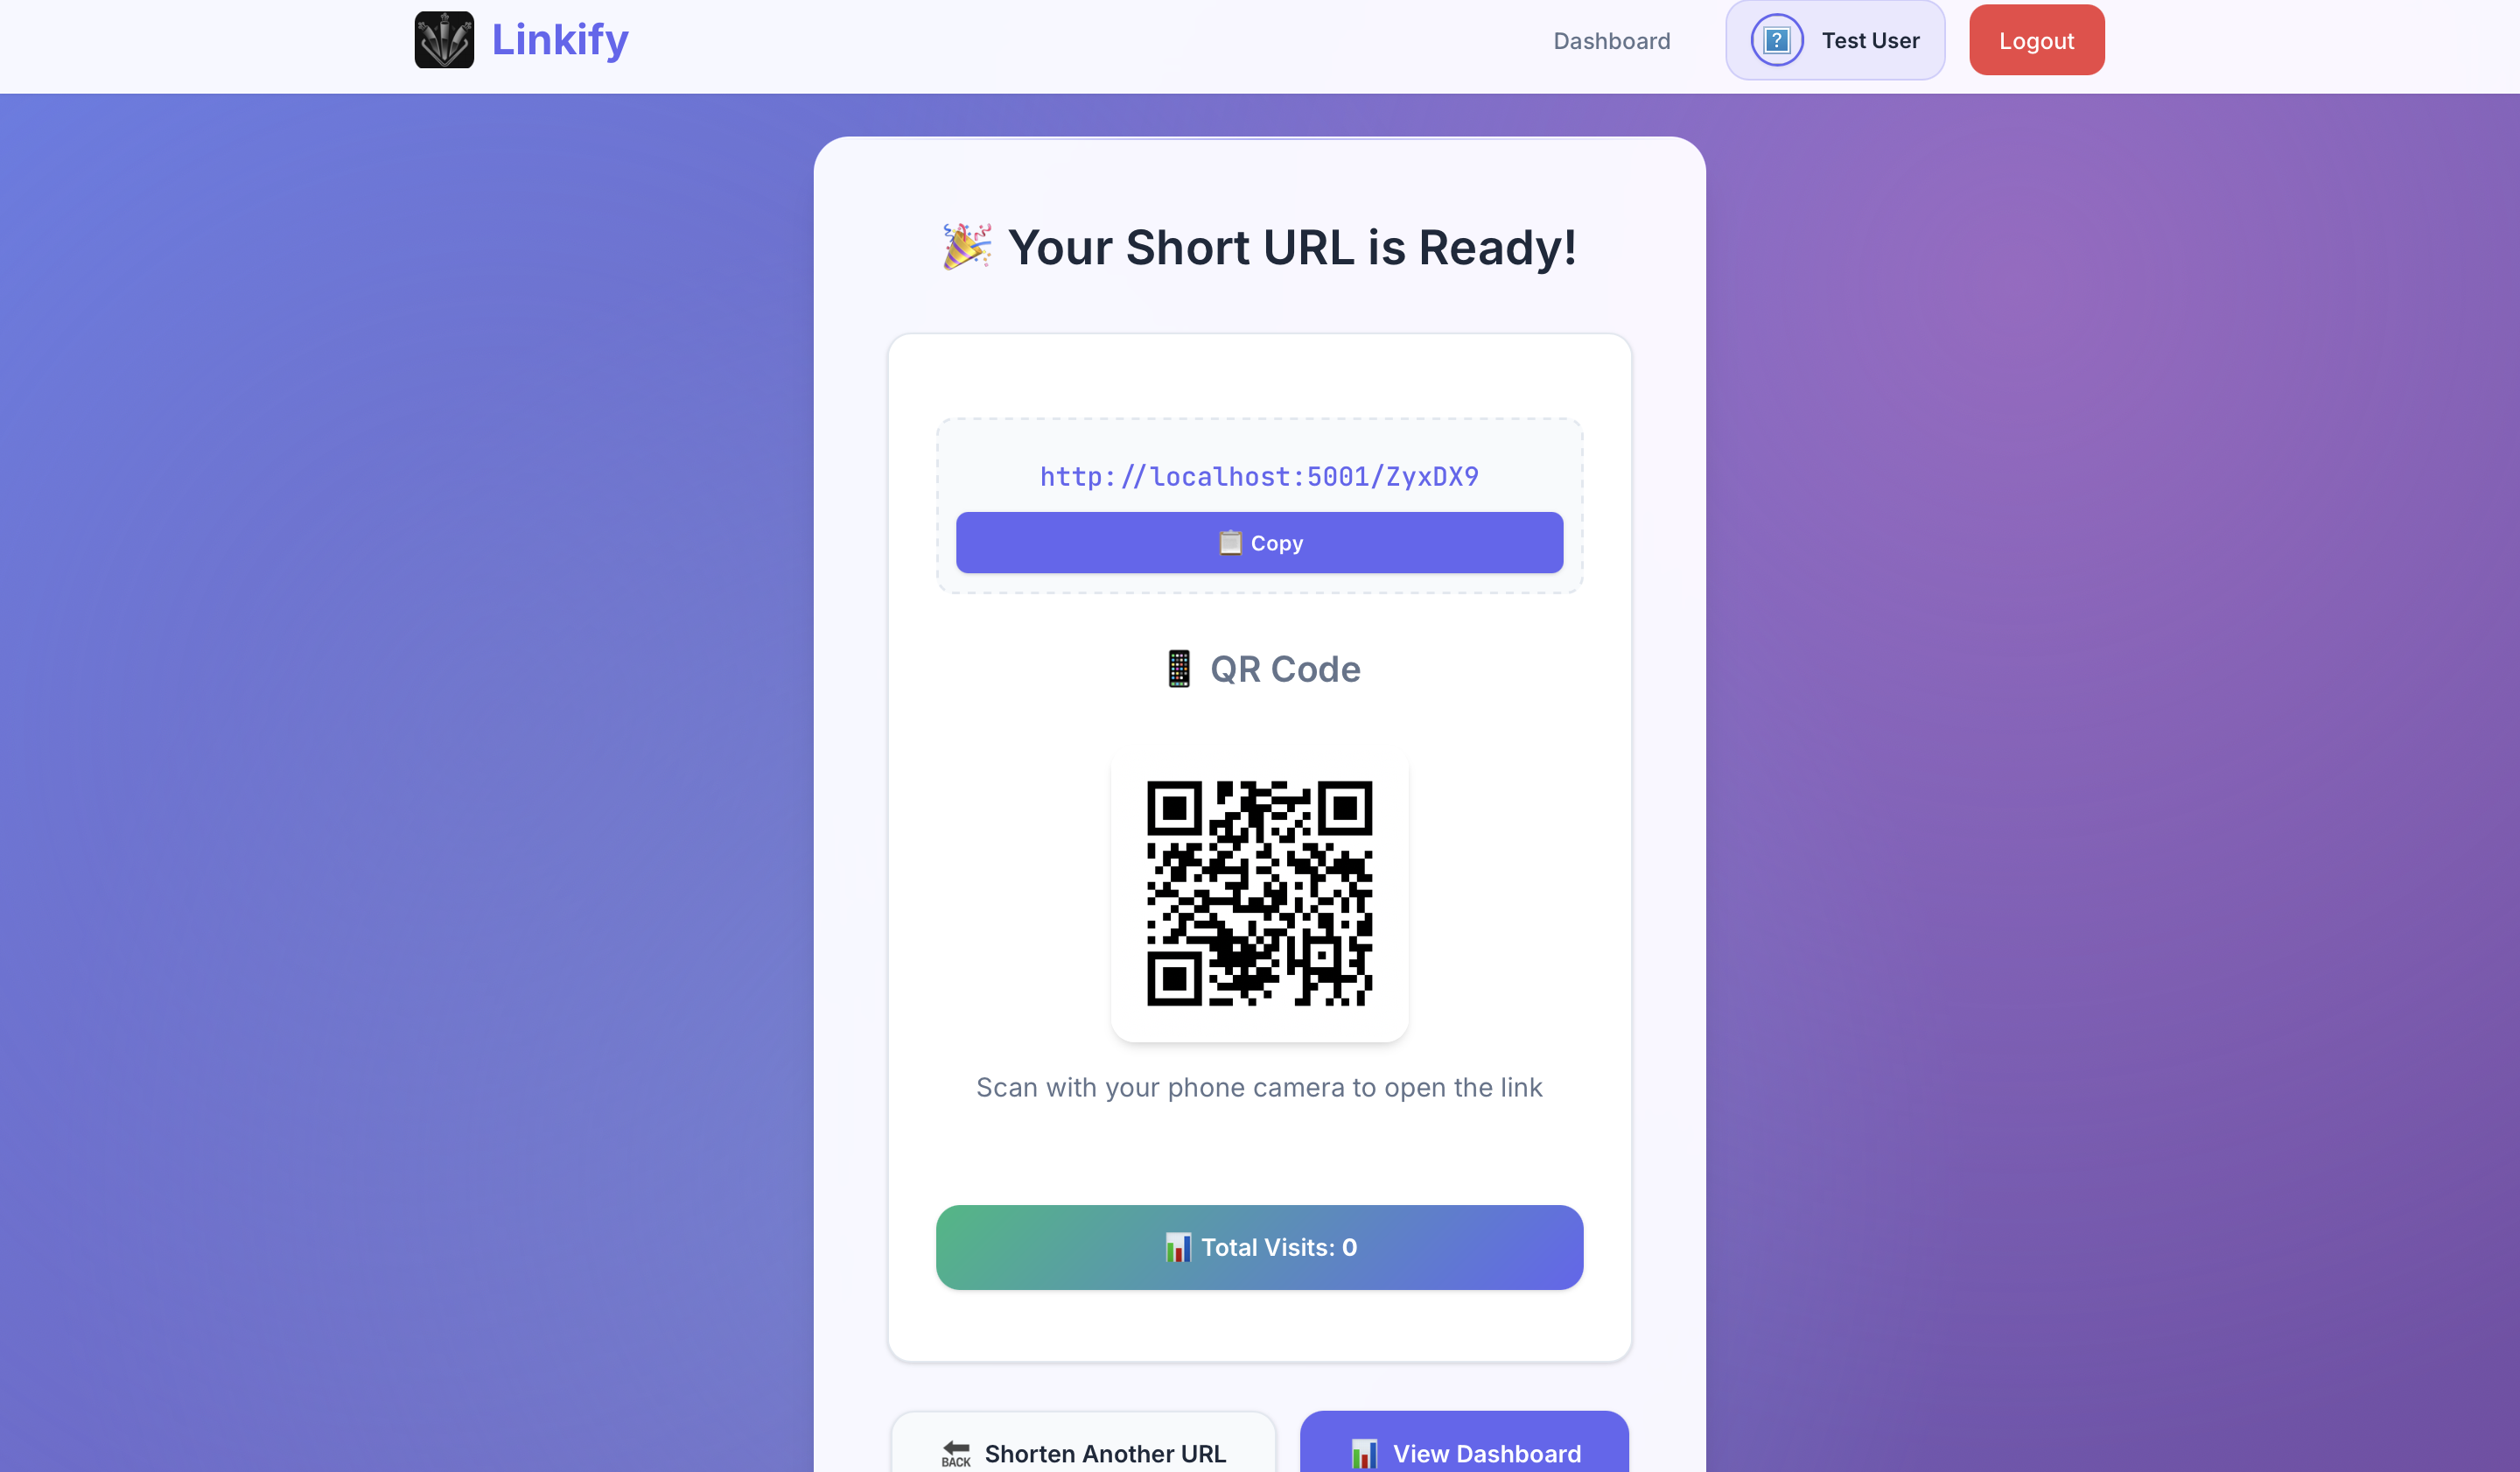 Linkify
Dashboard
Test User
Logout
🎉 Your Short URL is Ready!
http://localhost:5001/ZyxDX9
📋 Copy
📱 QR Code
Scan with your phone camera to open the link
📊 Total Visits: 0
🔙 Shorten Another URL
📊 View Dashboard